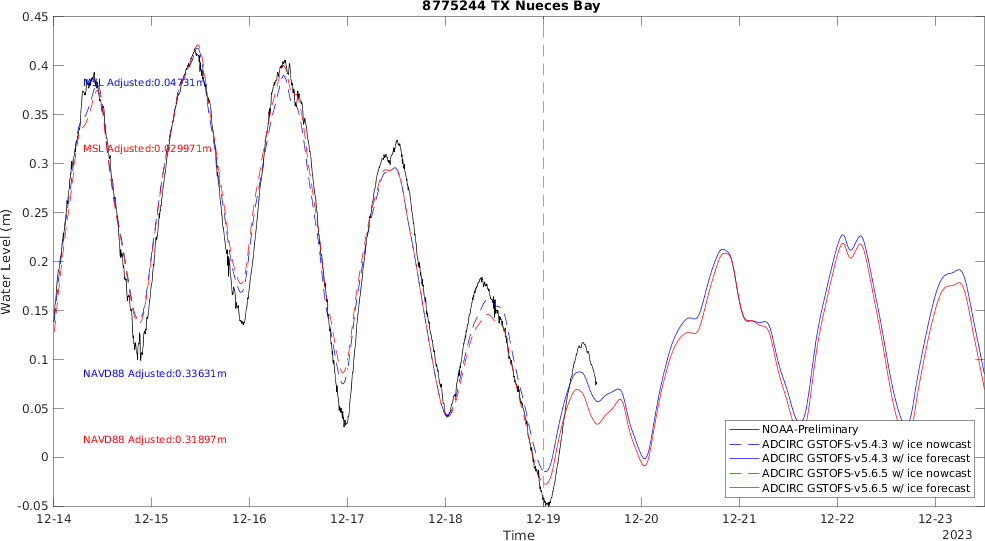 8775244 TX Nueces Bay
0.45
0.4
0.35
0.3
0.25
0.2
0.15
0.1
0.05
0
-0.05
Water Level (m)
MSL Adjusted:0.04731m
MSL Adjusted:0.029971m
NAVD88 Adjusted:0.33631m
NAVD88 Adjusted:0.31897m
NOAA-Preliminary
ADCIRC GSTOFS-v5.4.3 w/ ice nowcast
ADCIRC GSTOFS-v5.4.3 w/ ice forecast
ADCIRC GSTOFS-v5.6.5 w/ ice nowcast
ADCIRC GSTOFS-v5.6.5 w/ ice forecast
12-14 12-15 12-16 12-17 12-18 12-19 12-20 12-21 12-22 12-23
Time
2023